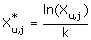 X*u,j = ln(Xu,j) / k